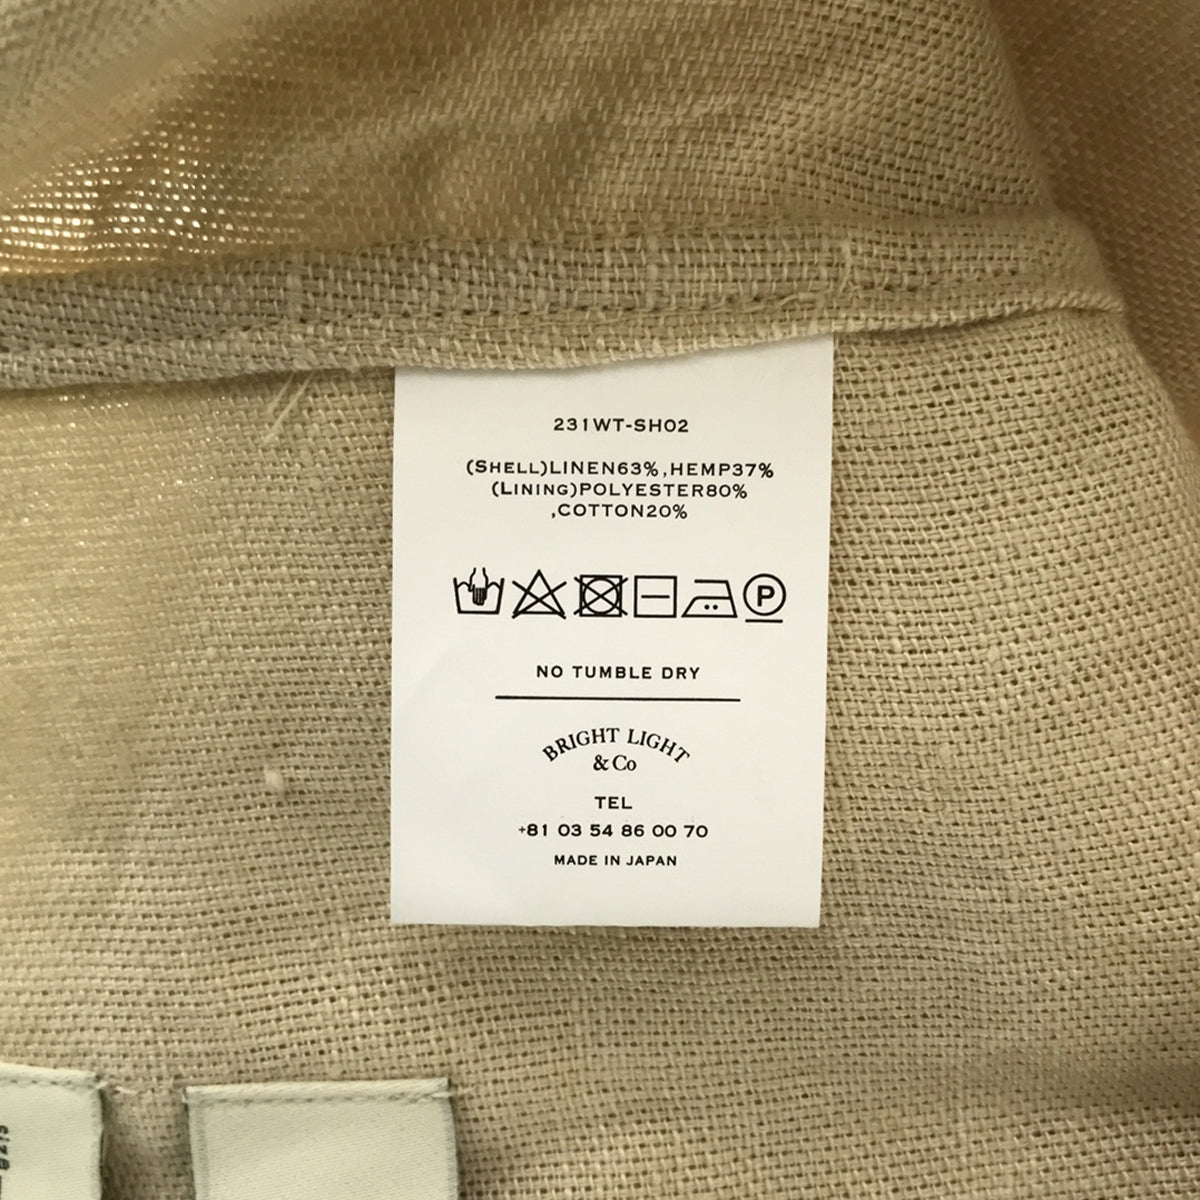 231WT-SH02
(SHELL)LINEN63%,HEMP37%
(LINING)POLYESTER80%
,COTTON20%
P
NO TUMBLE DRY
BRIGHT LIGHT
&Co
TEL
+81 03 54 86 00 70
MADE IN JAPAN